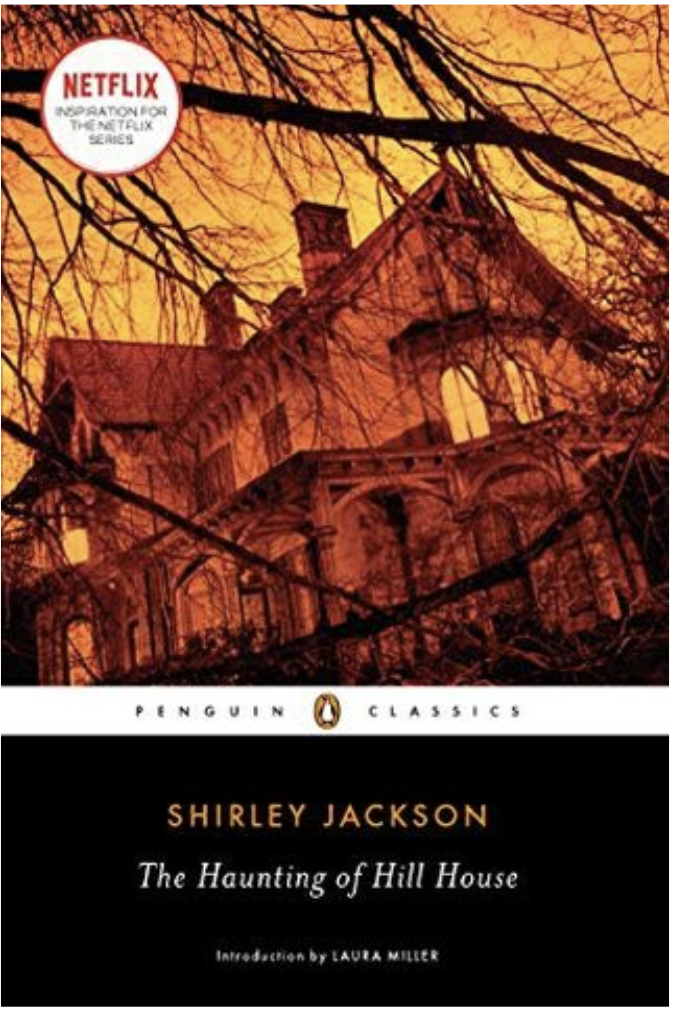 NETFLIX
INSPIRATION FOR
THE NETFLIX
SERIES
PENGUIN CLASSICS
SHIRLEY JACKSON
The Haunting of Hill House
Introduction by LAURA MILLER